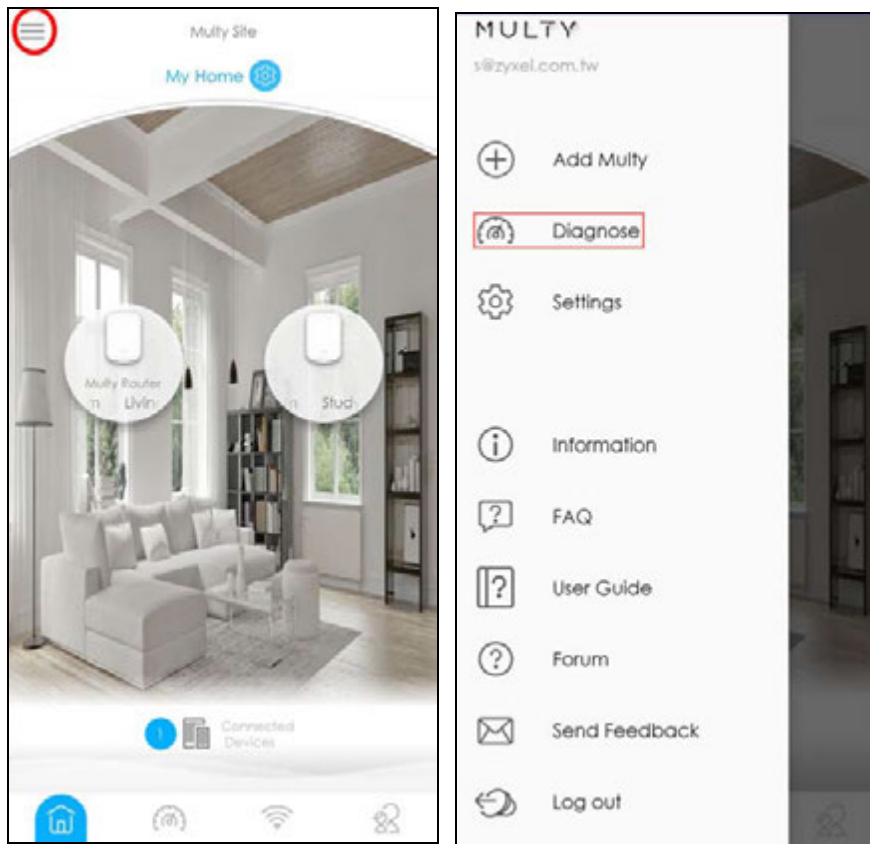 Multy Site
My Home
Multy Router
Livin
Stud
1
Connected
Devices
MULTY
s@zyxel.com.tw
Add Multy
Diagnose
Settings
Information
FAQ
User Guide
Forum
Send Feedback
Log out